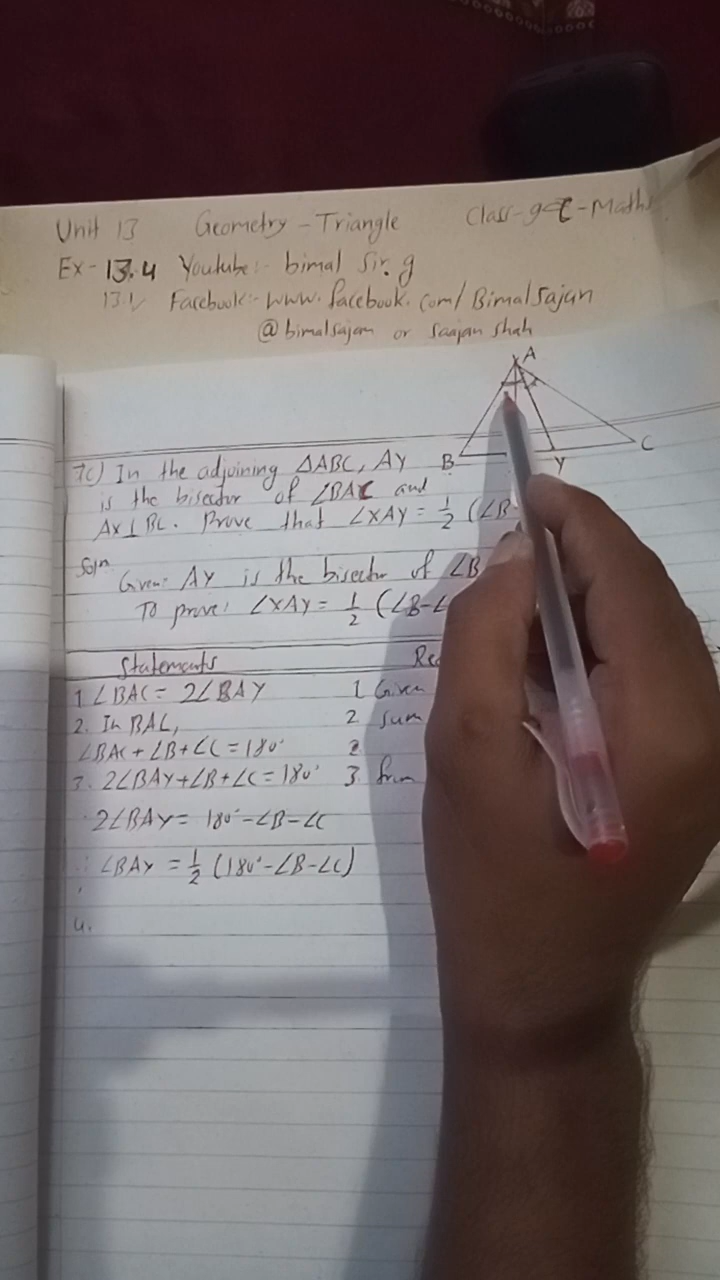 Unit 13 Geometry - Triangle Class-9 - Maths
Ex - 13.4 Youtube:- bimal Sir. g
13.1 Facebook:- www.facebook.com/Bimalsajan
@bimalsajan or Saajan shah
A
B Y C
7c) In the adjoining ΔABC, AY
is the bisector of ∠BAC and
AX⊥BC. Prove that ∠XAY = 1/2 (∠B-
Soln
Given: AY is the bisector of ∠B
To prove: ∠XAY = 1/2 (∠B-∠
Statements Rea
1. ∠BAC = 2∠BAY 1. Given
2. In BAC, 2. sum
∠BAC+∠B+∠C = 180° 2
3. 2∠BAY+∠B+∠C = 180° 3. from
2∠BAY = 180°-∠B-∠C
∴ ∠BAY = 1/2 (180°-∠B-∠C)
4.